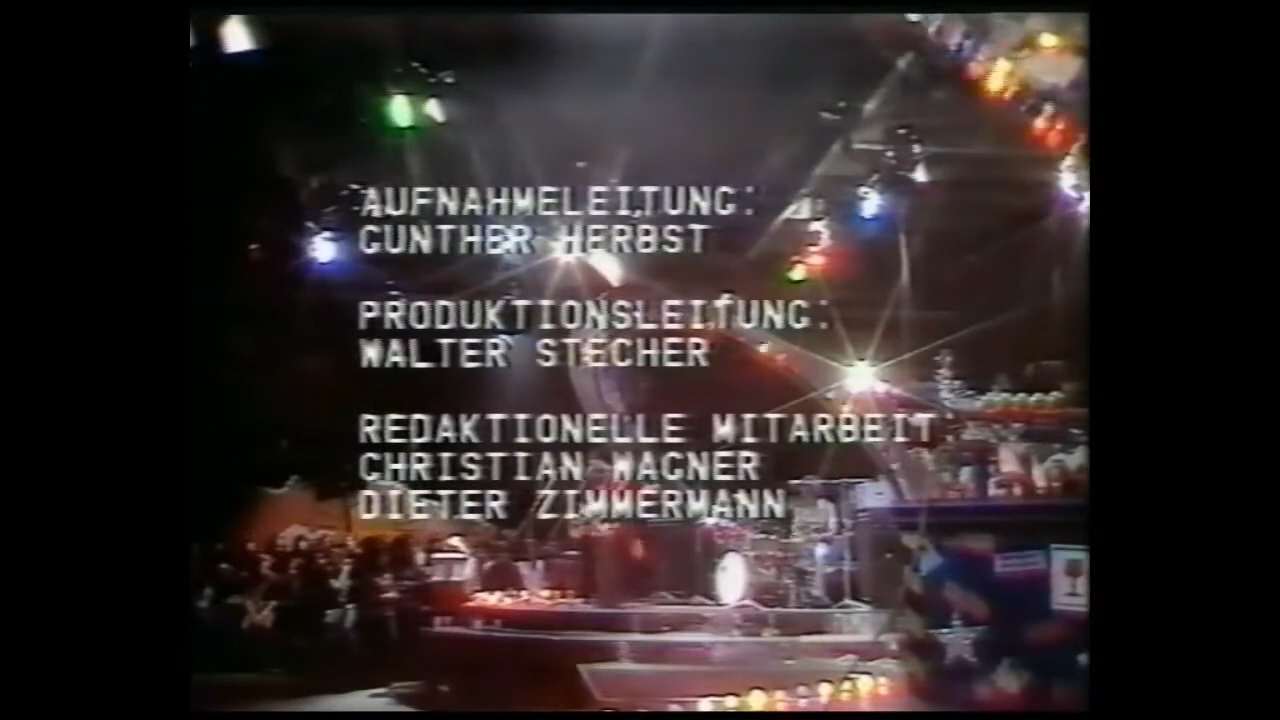 AUFNAHMELEITUNG:
GUNTHER HERBST
PRODUKTIONSLEITUNG:
WALTER STECHER
REDAKTIONELLE MITARBEIT:
CHRISTIAN WAGNER
DIETER ZIMMERMANN